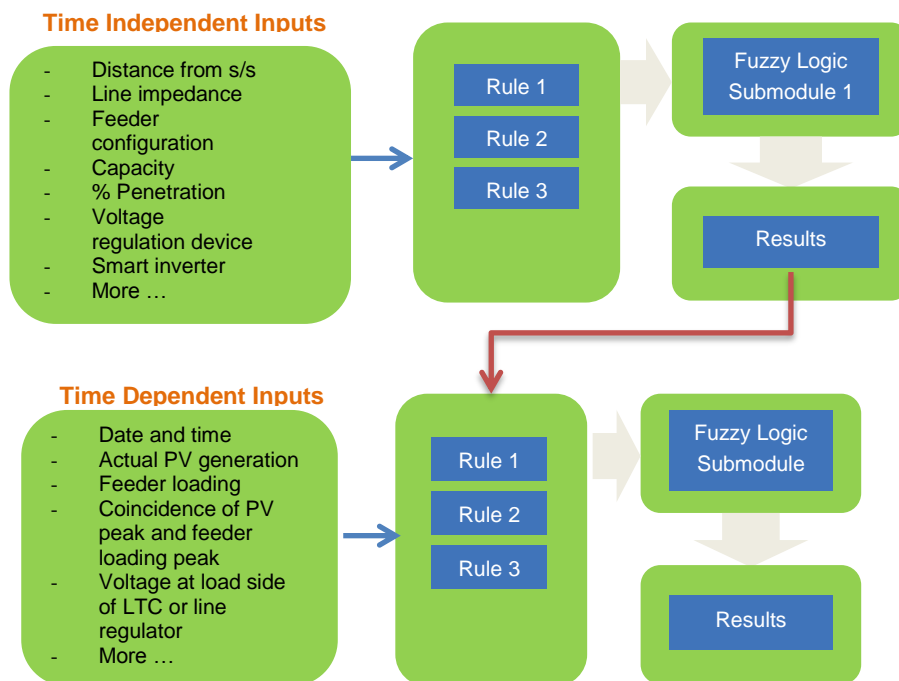 Time Independent Inputs
- Distance from s/s
- Line impedance
- Feeder
configuration
- Capacity
- % Penetration
- Voltage
regulation device
- Smart inverter
- More …
Rule 1
Rule 2
Rule 3
Fuzzy Logic
Submodule 1
Results
Time Dependent Inputs
- Date and time
- Actual PV generation
- Feeder loading
- Coincidence of PV
peak and feeder
loading peak
- Voltage at load side
of LTC or line
regulator
- More …
Rule 1
Rule 2
Rule 3
Fuzzy Logic
Submodule
Results